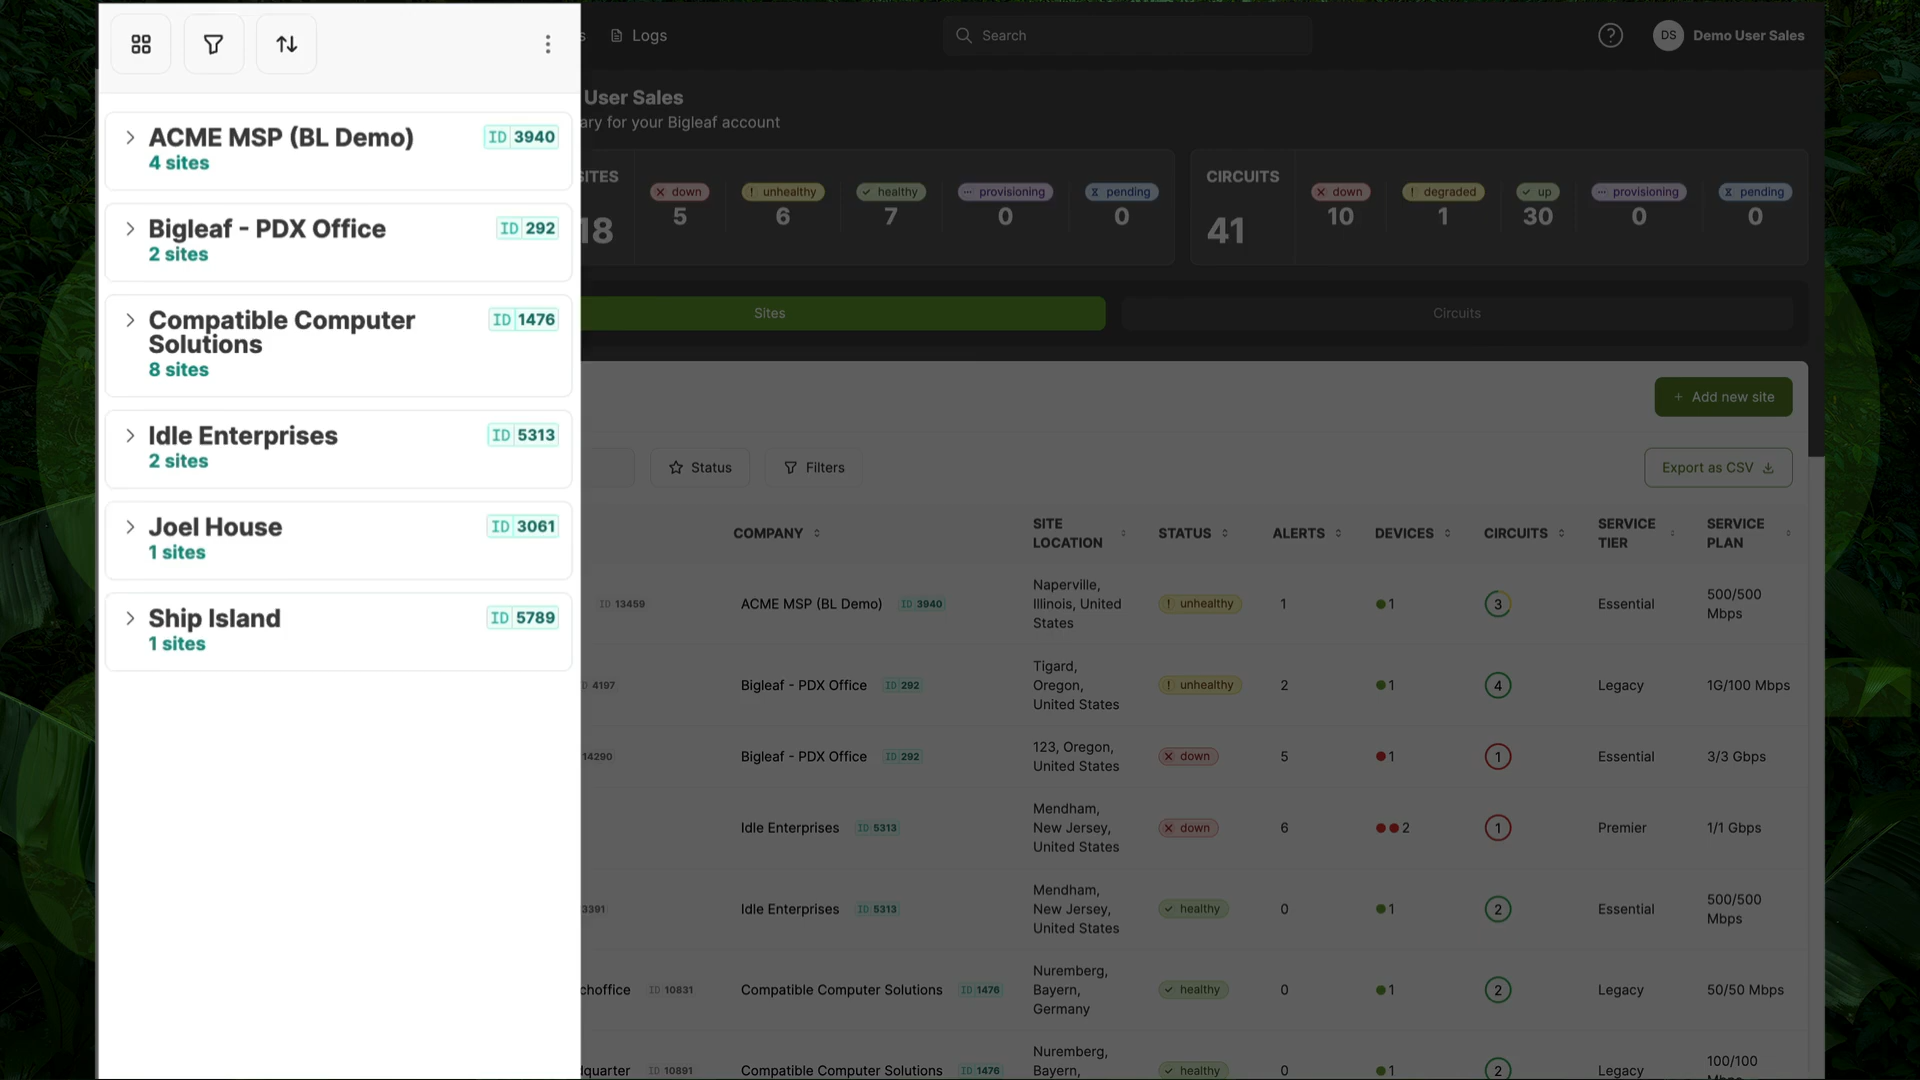 ACME MSP (BL Demo) ID 3940
4 sites
Bigleaf - PDX Office ID 292
2 sites
Compatible Computer ID 1476
Solutions
8 sites
Idle Enterprises ID 5313
2 sites
Joel House ID 3061
1 sites
Ship Island ID 5789
1 sites
s Logs Search DS Demo User Sales
User Sales
ary for your Bigleaf account
SITES down unhealthy healthy provisioning pending
18 5 6 7 0 0
CIRCUITS down degraded up provisioning pending
41 10 1 30 0 0
Sites Circuits
+ Add new site
Status Filters Export as CSV
COMPANY SITE LOCATION STATUS ALERTS DEVICES CIRCUITS SERVICE TIER SERVICE PLAN
ID 13459 ACME MSP (BL Demo) ID 3940 Naperville, Illinois, United States unhealthy 1 1 3 Essential 500/500 Mbps
D 4197 Bigleaf - PDX Office ID 292 Tigard, Oregon, United States unhealthy 2 1 4 Legacy 1G/100 Mbps
14290 Bigleaf - PDX Office ID 292 123, Oregon, United States down 5 1 1 Essential 3/3 Gbps
Idle Enterprises ID 5313 Mendham, New Jersey, United States down 6 2 1 Premier 1/1 Gbps
3391 Idle Enterprises ID 5313 Mendham, New Jersey, United States healthy 0 1 2 Essential 500/500 Mbps
choffice ID 10831 Compatible Computer Solutions ID 1476 Nuremberg, Bayern, Germany healthy 0 1 2 Legacy 50/50 Mbps
dquarter ID 10891 Compatible Computer Solutions ID 1476 Nuremberg, Bayern, healthy 0 1 2 Legacy 100/100